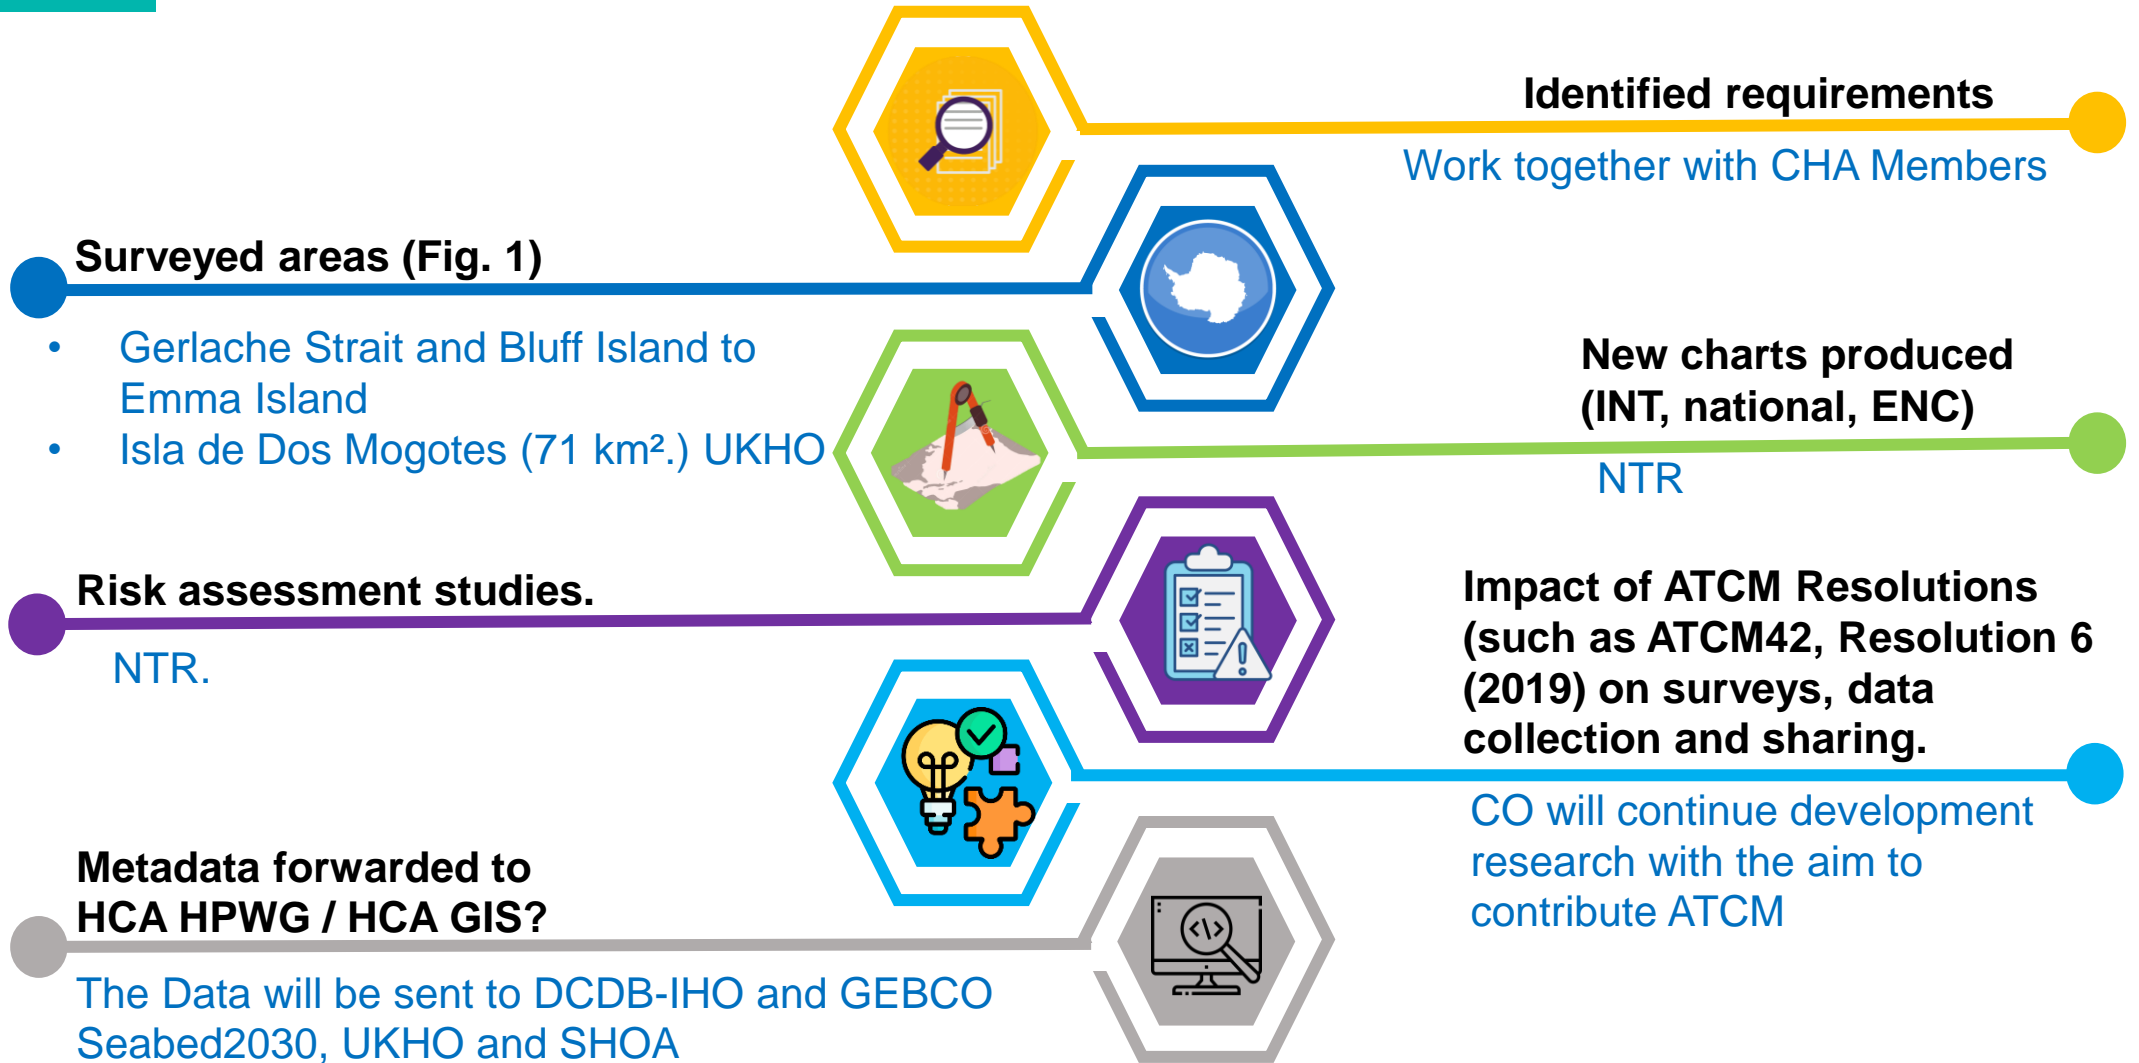 Identified requirements
Work together with CHA Members
Surveyed areas (Fig. 1)
• Gerlache Strait and Bluff Island to
Emma Island
• Isla de Dos Mogotes (71 km².) UKHO
New charts produced
(INT, national, ENC)
NTR
Risk assessment studies.
NTR.
Impact of ATCM Resolutions
(such as ATCM42, Resolution 6
(2019) on surveys, data
collection and sharing.
CO will continue development
research with the aim to
contribute ATCM
Metadata forwarded to
HCA HPWG / HCA GIS?
The Data will be sent to DCDB-IHO and GEBCO
Seabed2030, UKHO and SHOA